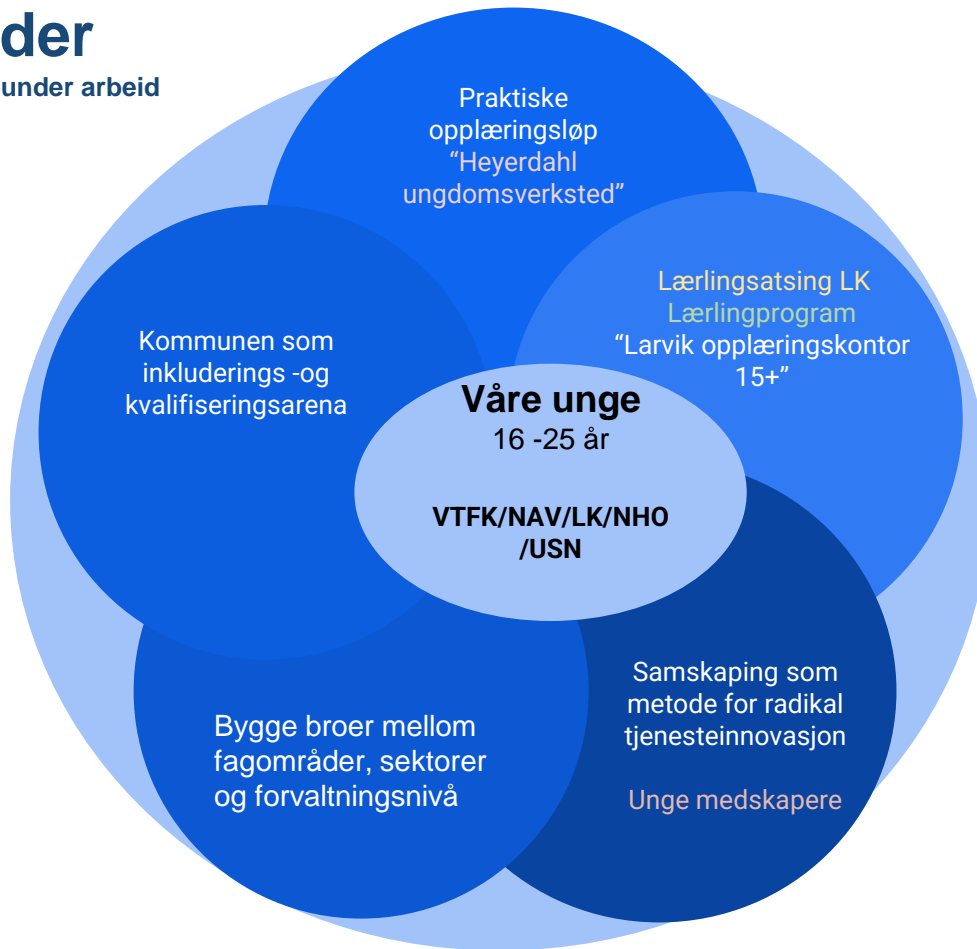 der
under arbeid
Praktiske
opplæringsløp
“Heyerdahl
ungdomsverksted”
Lærlingsatsing LK
Lærlingprogram
“Larvik opplæringskontor
15+”
Kommunen som
inkluderings -og
kvalifiseringsarena
Våre unge
16 -25 år
VTFK/NAV/LK/NHO
/USN
Samskaping som
metode for radikal
tjenesteinnovasjon
Unge medskapere
Bygge broer mellom
fagområder, sektorer
og forvaltningsnivå